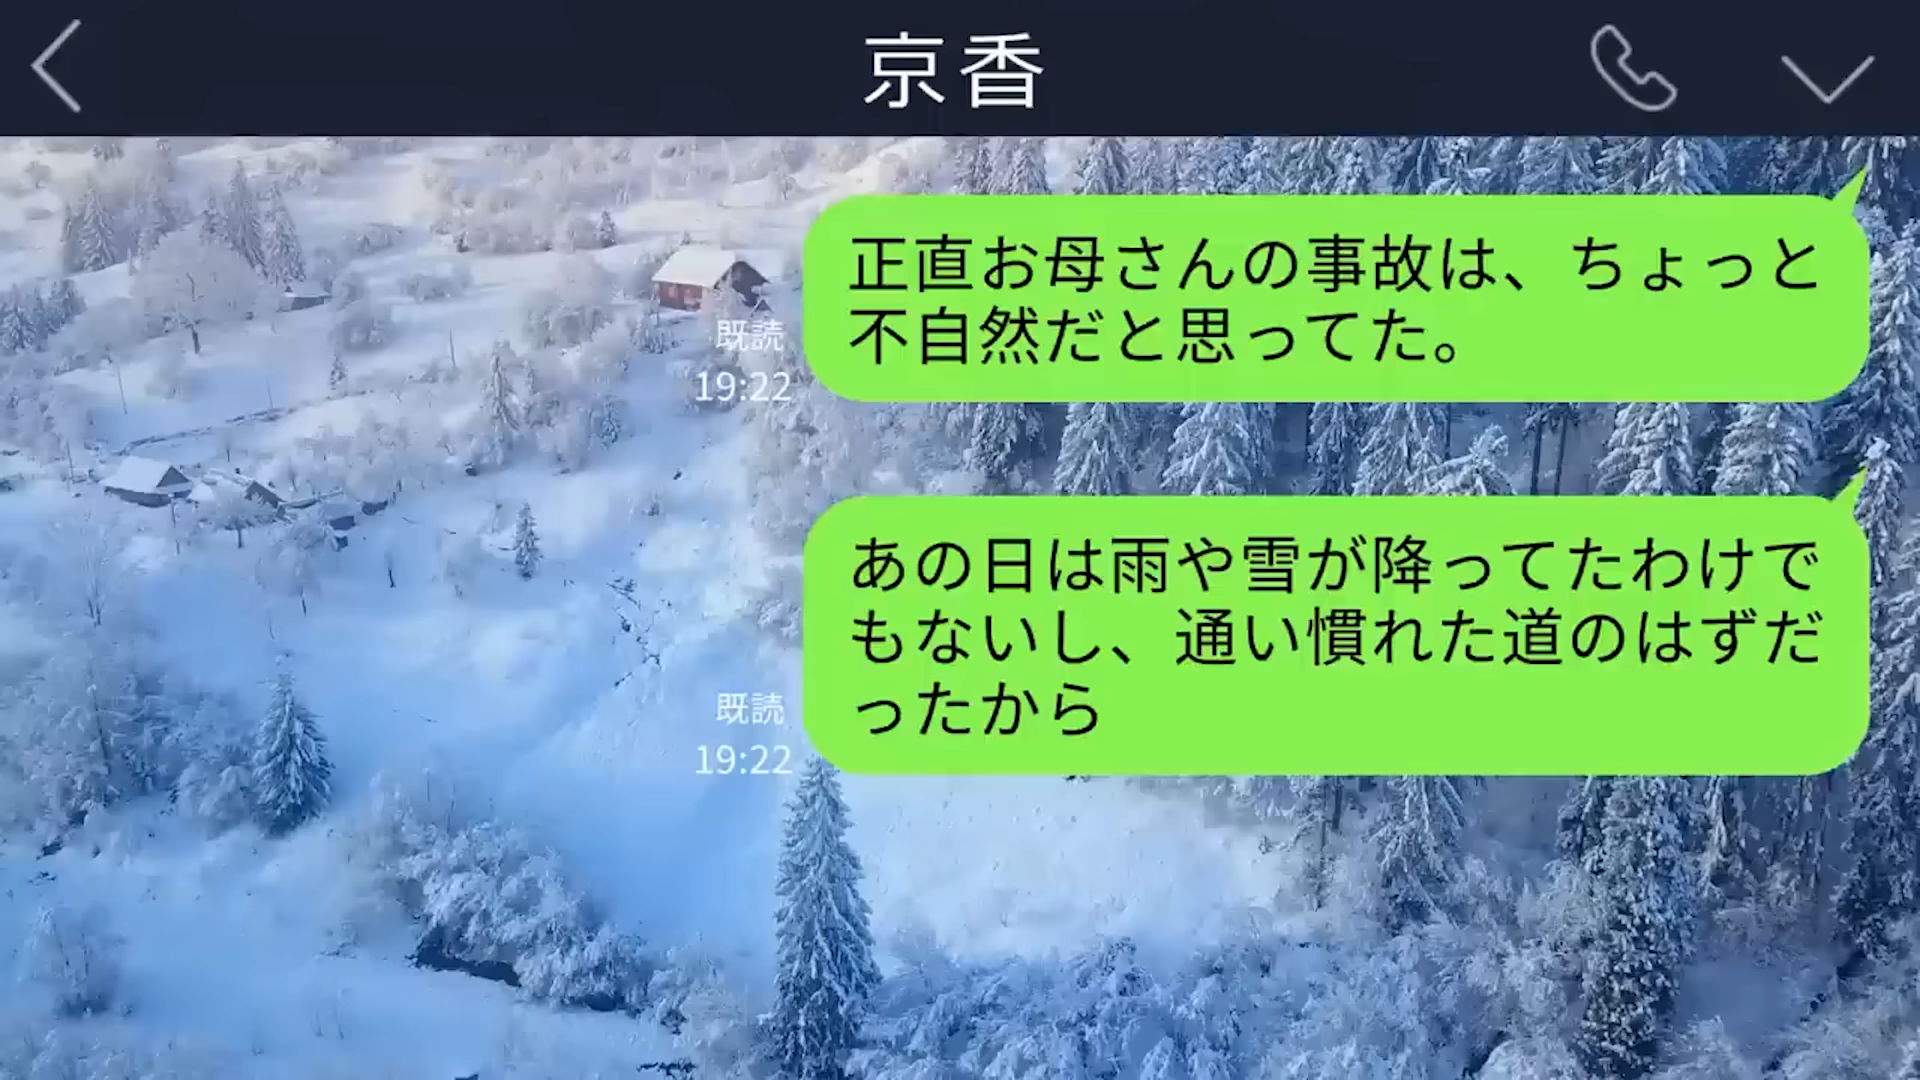 京香
正直お母さんの事故は、ちょっと
不自然だと思ってた。
既読
19:22
あの日は雨や雪が降ってたわけで
もないし、通い慣れた道のはずだ
ったから
既読
19:22